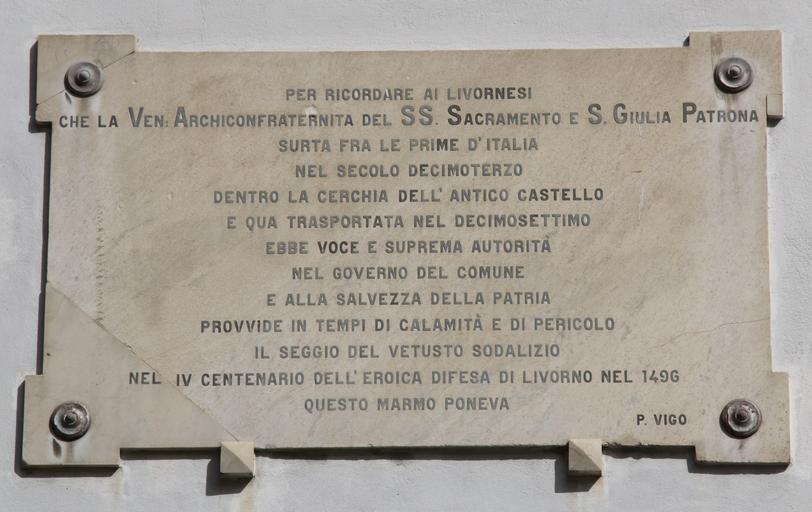 PER RICORDARE AI LIVORNESI
CHE LA VEN: ARCHICONFRATERNITA DEL SS. SACRAMENTO E S. GIULIA PATRONA
SURTA FRA LE PRIME D'ITALIA
NEL SECOLO DECIMOTERZO
DENTRO LA CERCHIA DELL'ANTICO CASTELLO
E QUA TRASPORTATA NEL DECIMOSETTIMO
EBBE VOCE E SUPREMA AUTORITÁ
NEL GOVERNO DEL COMUNE
E ALLA SALVEZZA DELLA PATRIA
PROVVIDE IN TEMPI DI CALAMITÀ E DI PERICOLO
IL SEGGIO DEL VETUSTO SODALIZIO
NEL IV CENTENARIO DELL'EROICA DIFESA DI LIVORNO NEL 1496
QUESTO MARMO PONEVA
P. VIGO